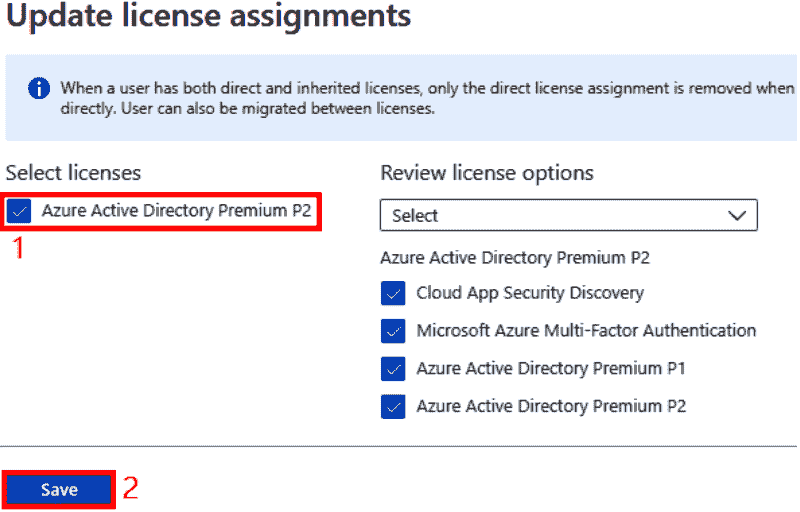 Update license assignments
When a user has both direct and inherited licenses, only the direct license assignment is removed when
directly. User can also be migrated between licenses.
Select licenses
Review license options
Azure Active Directory Premium P2
1
Select
Azure Active Directory Premium P2
Cloud App Security Discovery
Microsoft Azure Multi-Factor Authentication
Azure Active Directory Premium P1
Azure Active Directory Premium P2
Save
2